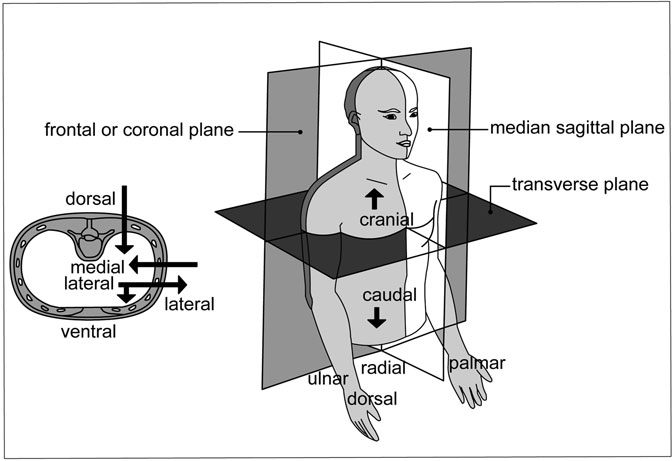 frontal or coronal plane
median sagittal plane
transverse plane
dorsal
cranial
medial
lateral
lateral
caudal
ventral
ulnar
radial
palmar
dorsal